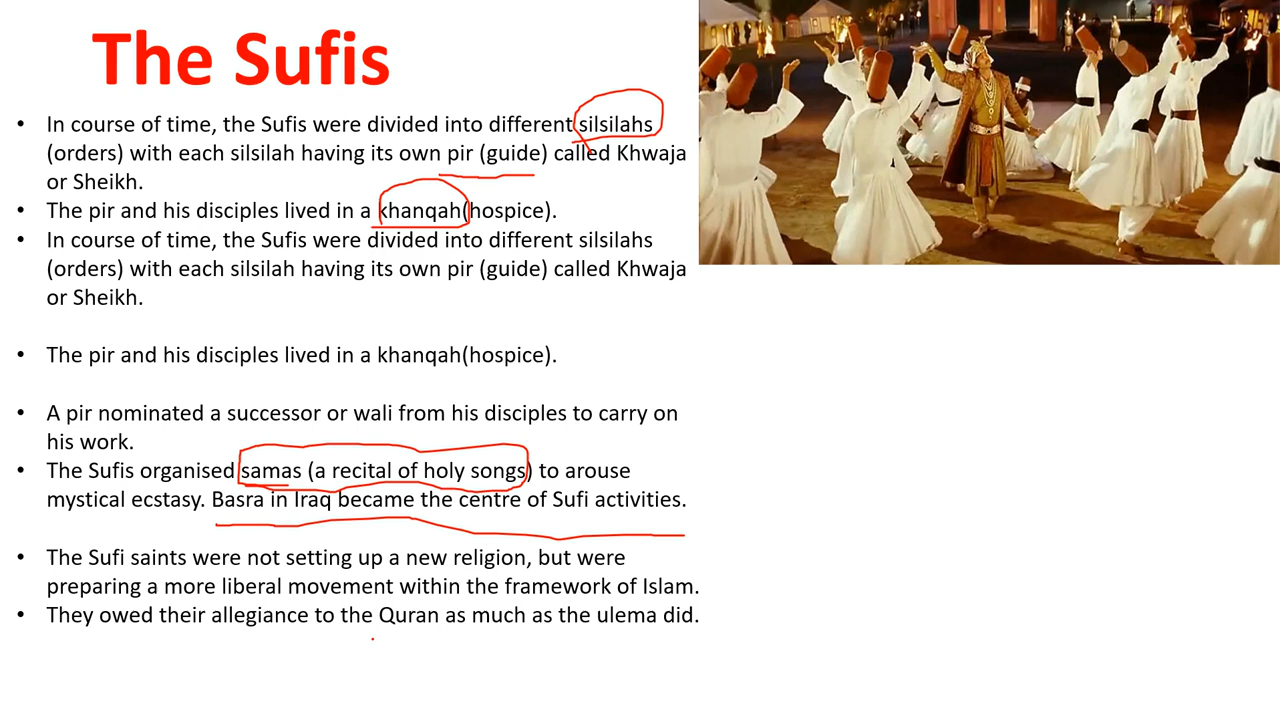 The Sufis
• In course of time, the Sufis were divided into different silsilahs
(orders) with each silsilah having its own pir (guide) called Khwaja
or Sheikh.
• The pir and his disciples lived in a khanqah(hospice).
• In course of time, the Sufis were divided into different silsilahs
(orders) with each silsilah having its own pir (guide) called Khwaja
or Sheikh.
• The pir and his disciples lived in a khanqah(hospice).
• A pir nominated a successor or wali from his disciples to carry on
his work.
• The Sufis organised samas (a recital of holy songs) to arouse
mystical ecstasy. Basra in Iraq became the centre of Sufi activities.
• The Sufi saints were not setting up a new religion, but were
preparing a more liberal movement within the framework of Islam.
• They owed their allegiance to the Quran as much as the ulema did.